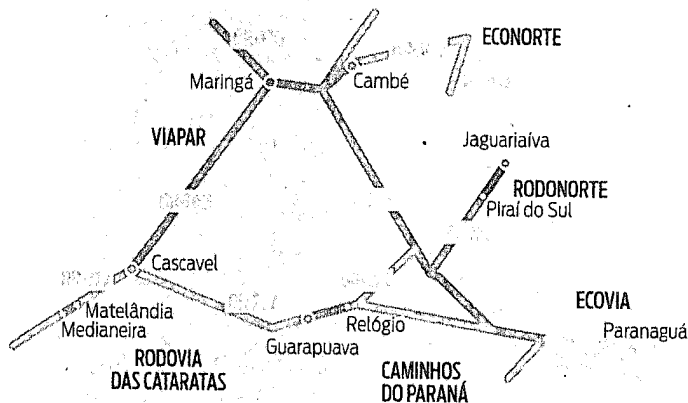 ECONORTE
Maringá
Cambé
VIAPAR
Jaguariaíva
RODONORTE
Piraí do Sul
Cascavel
ECOVIA
Matelândia
Medianeira
Relógio
Paranaguá
Guarapuava
RODOVIA
DAS CATARATAS
CAMINHOS
DO PARANÁ